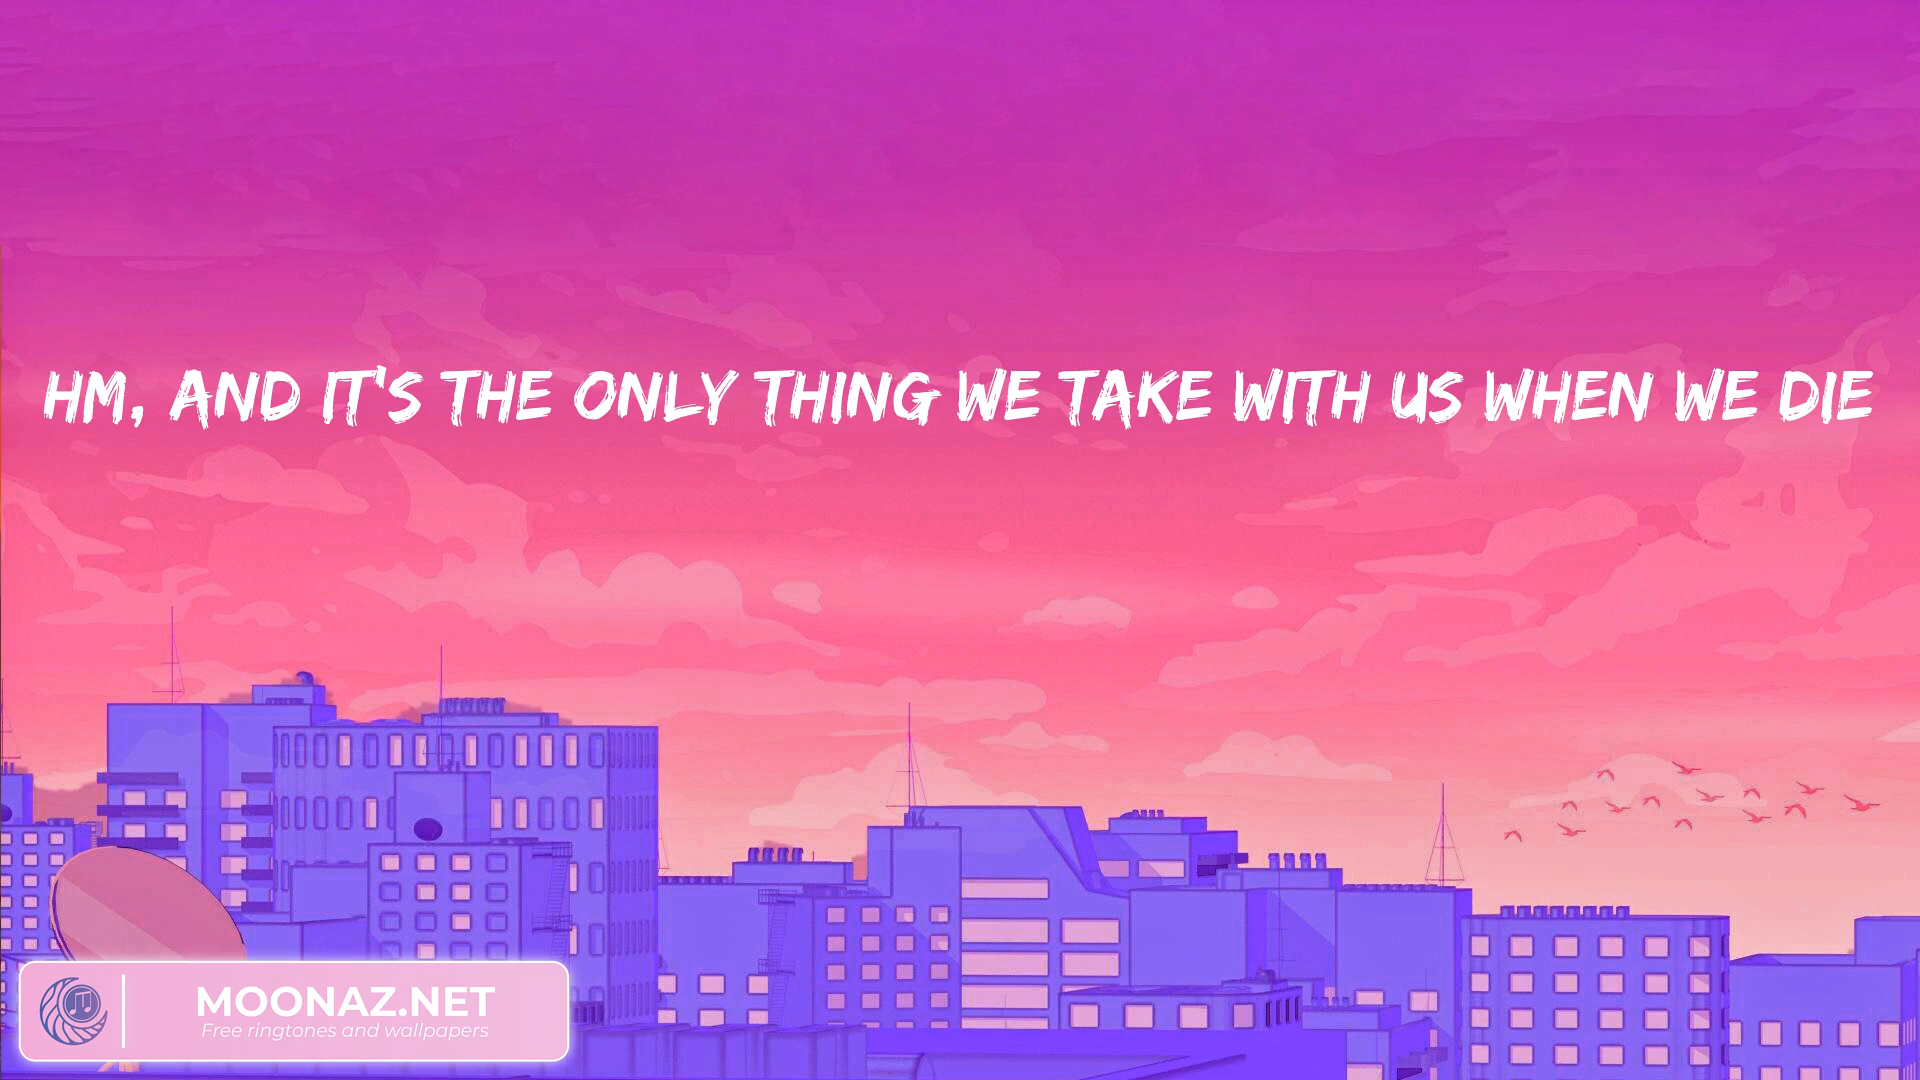 HM, AND IT'S THE ONLY THING WE TAKE WITH US WHEN WE DIE
MOONAZ.NET
Free ringtones and wallpapers